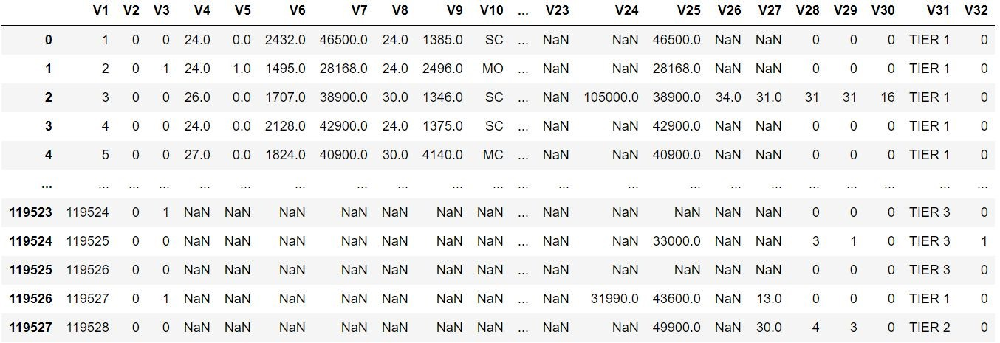 V1 V2 V3 V4 V5 V6 V7 V8 V9 V10 ... V23 V24 V25 V26 V27 V28 V29 V30 V31 V32
0 1 0 0 24.0 0.0 2432.0 46500.0 24.0 1385.0 SC ... NaN NaN 46500.0 NaN NaN 0 0 0 TIER 1 0
1 2 0 1 24.0 1.0 1495.0 28168.0 24.0 2496.0 MO ... NaN NaN 28168.0 NaN NaN 0 0 0 TIER 1 0
2 3 0 0 26.0 0.0 1707.0 38900.0 30.0 1346.0 SC ... NaN 105000.0 38900.0 34.0 31.0 31 31 16 TIER 1 0
3 4 0 0 24.0 0.0 2128.0 42900.0 24.0 1375.0 SC ... NaN NaN 42900.0 NaN NaN 0 0 0 TIER 1 0
4 5 0 0 27.0 0.0 1824.0 40900.0 30.0 4140.0 MC ... NaN NaN 40900.0 NaN NaN 0 0 0 TIER 1 0
... ... ... ... ... ... ... ... ... ... ... ... ... ... ... ... ... ... ... ... ... ...
119523 119524 0 1 NaN NaN NaN NaN NaN NaN NaN ... NaN NaN NaN NaN NaN 0 0 0 TIER 3 0
119524 119525 0 0 NaN NaN NaN NaN NaN NaN NaN ... NaN NaN 33000.0 NaN NaN 3 1 0 TIER 3 1
119525 119526 0 0 NaN NaN NaN NaN NaN NaN NaN ... NaN NaN NaN NaN NaN 0 0 0 TIER 3 0
119526 119527 0 1 NaN NaN NaN NaN NaN NaN NaN ... NaN 31990.0 43600.0 NaN 13.0 0 0 0 TIER 1 0
119527 119528 0 0 NaN NaN NaN NaN NaN NaN NaN ... NaN NaN 49900.0 NaN 30.0 4 3 0 TIER 2 0